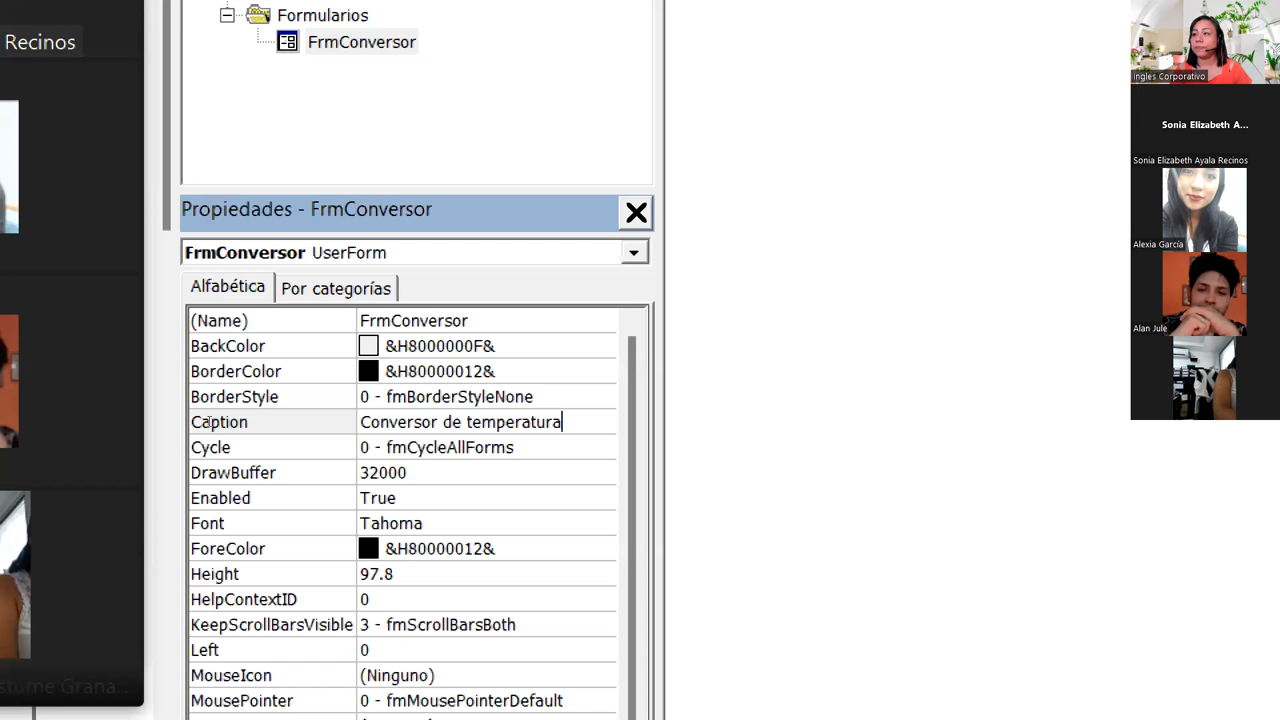 Recinos
Formularios
FrmConversor
Propiedades - FrmConversor
FrmConversor UserForm
Alfabética
Por categorías
(Name) FrmConversor
BackColor &H8000000F&
BorderColor &H80000012&
BorderStyle 0 - fmBorderStyleNone
Caption Conversor de temperatura
Cycle 0 - fmCycleAllForms
DrawBuffer 32000
Enabled True
Font Tahoma
ForeColor &H80000012&
Height 97.8
HelpContextID 0
KeepScrollBarsVisible 3 - fmScrollBarsBoth
Left 0
MouseIcon (Ninguno)
MousePointer 0 - fmMousePointerDefault
stume Grana...
Ingles Corporativo
Sonia Elizabeth A...
Sonia Elizabeth Ayala Recinos
Alexia García
Alan Jule